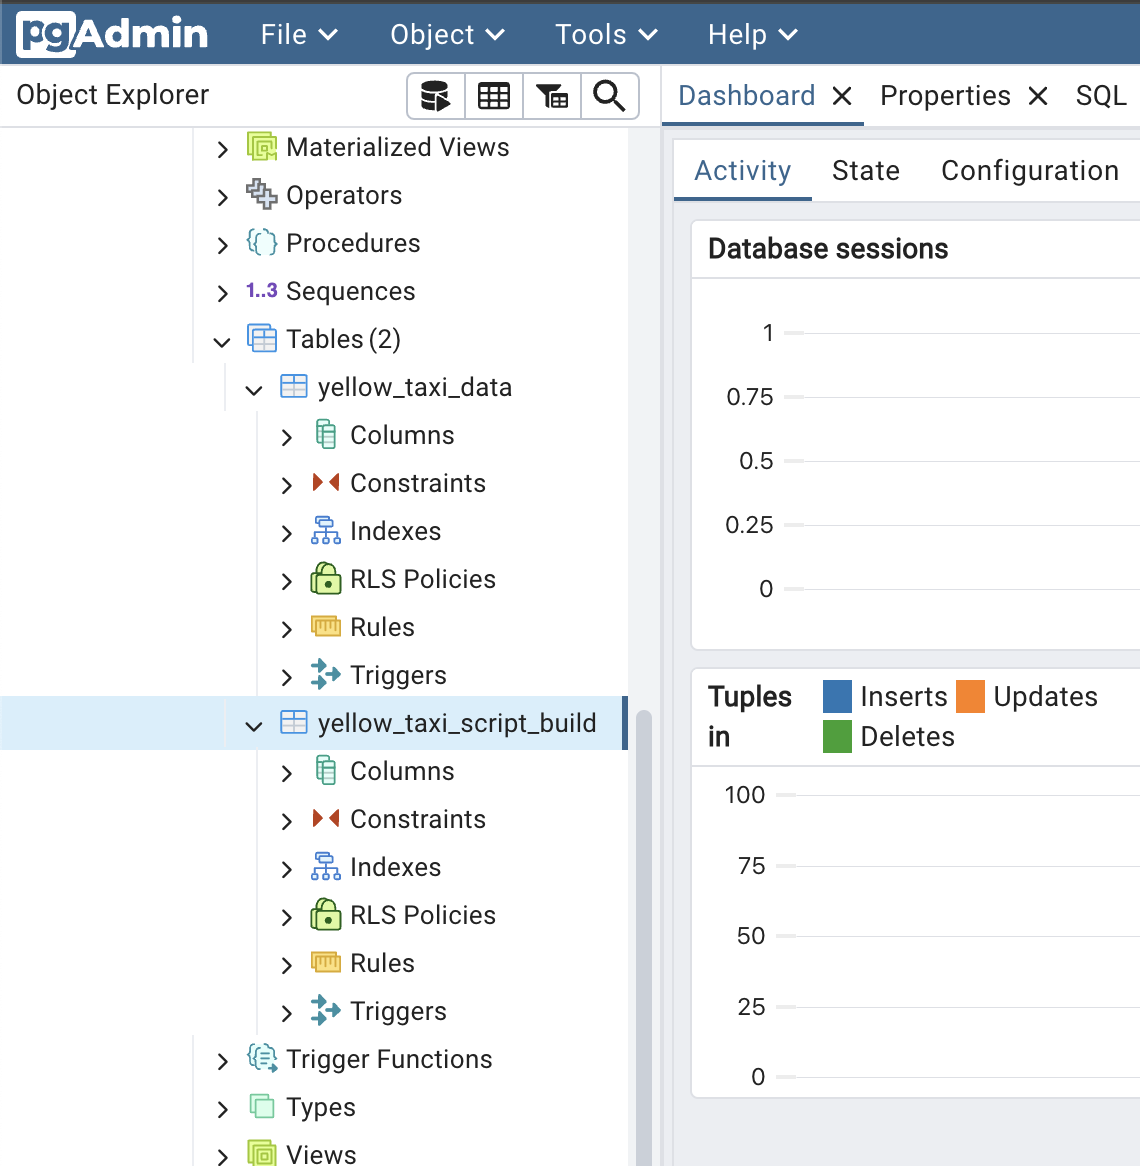 pgAdmin File Object Tools Help
Object Explorer
Dashboard Properties SQL
Activity State Configuration
Materialized Views
Operators
Procedures
1..3 Sequences
Tables (2)
yellow_taxi_data
Columns
Constraints
Indexes
RLS Policies
Rules
Triggers
yellow_taxi_script_build
Columns
Constraints
Indexes
RLS Policies
Rules
Triggers
Trigger Functions
Types
Views
Database sessions
1
0.75
0.5
0.25
0
Tuples in
Inserts Updates
Deletes
100
75
50
25
0